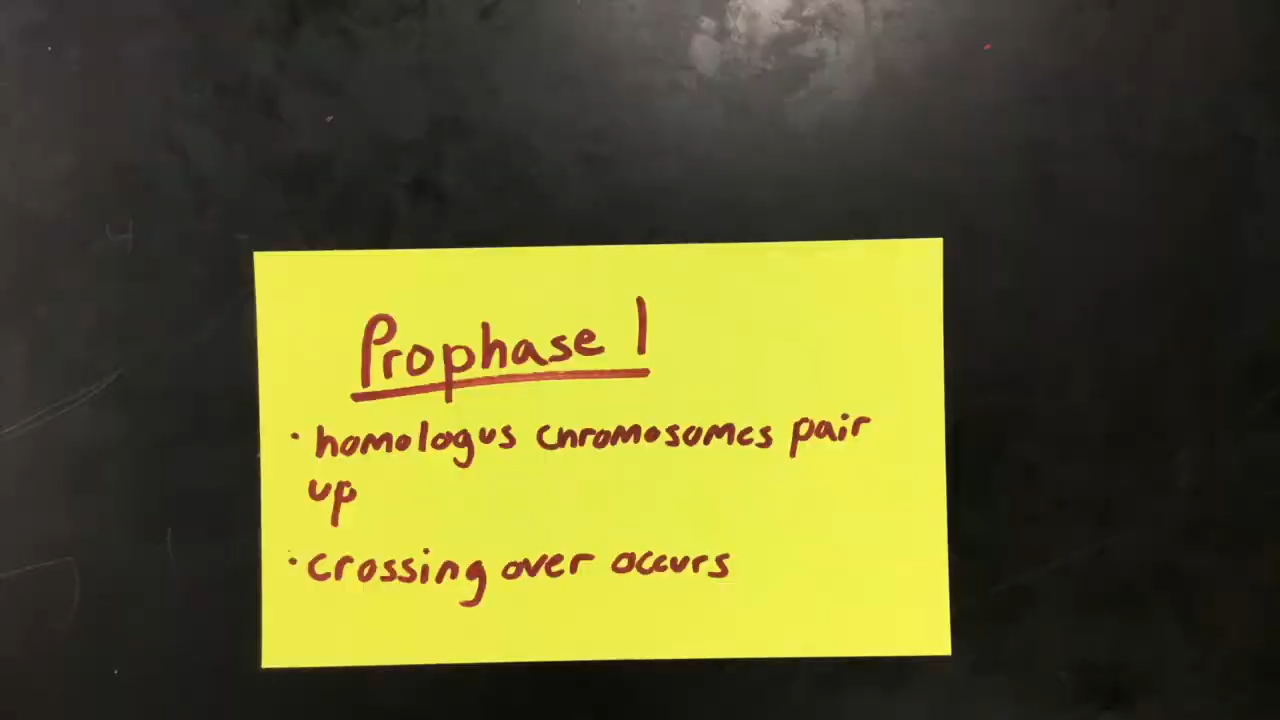 Prophase 1
· homologus chromosomes pair
up
· crossing over occurs